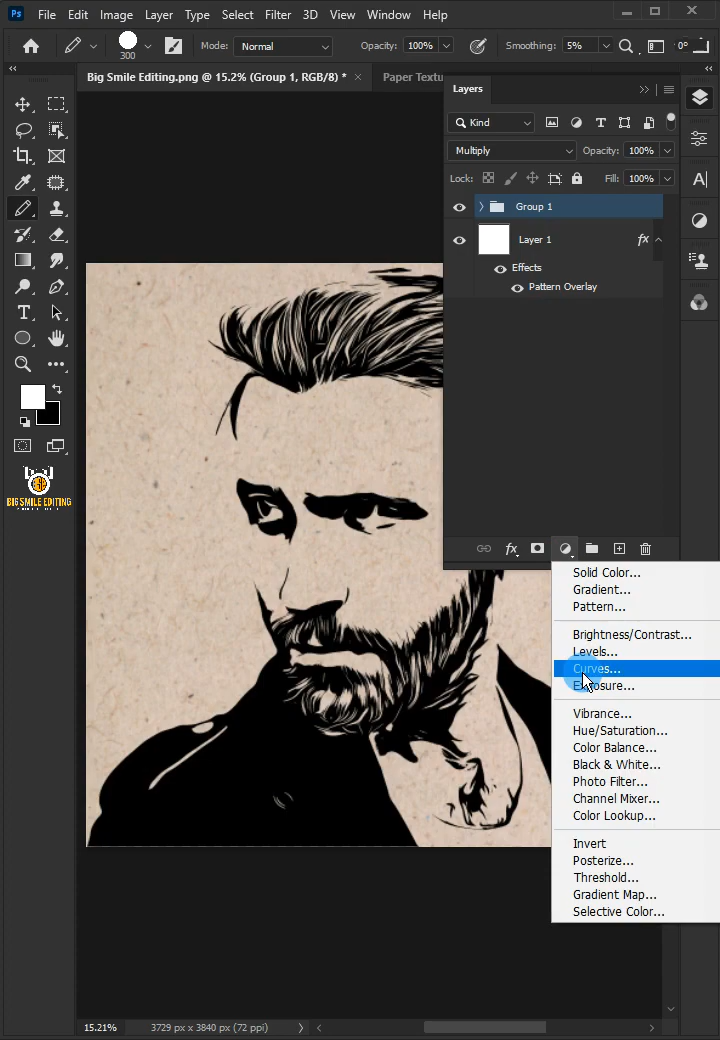 Ps File Edit Image Layer Type Select Filter 3D View Window Help
300 Mode: Normal Opacity: 100% Smoothing: 5% 0°
Big Smile Editing.png @ 15.2% (Group 1, RGB/8) * × Paper Textu
Layers
Kind
Multiply Opacity: 100%
Lock: Fill: 100%
Group 1
Layer 1 fx
Effects
Pattern Overlay
BIG SMILE EDITING
fx
Solid Color...
Gradient...
Pattern...
Brightness/Contrast...
Levels...
Curves...
Exposure...
Vibrance...
Hue/Saturation...
Color Balance...
Black & White...
Photo Filter...
Channel Mixer...
Color Lookup...
Invert
Posterize...
Threshold...
Gradient Map...
Selective Color...
15.21% 3729 px x 3840 px (72 ppi)